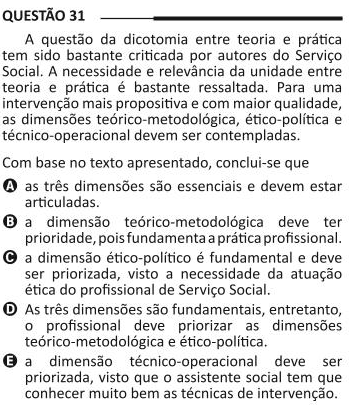 QUESTÃO 31
A questão da dicotomia entre teoria e prática
tem sido bastante criticada por autores do Serviço
Social. A necessidade e relevância da unidade entre
teoria e prática é bastante ressaltada. Para uma
intervenção mais propositiva e com maior qualidade,
as dimensões teórico-metodológica, ético-política e
técnico-operacional devem ser contempladas.
Com base no texto apresentado, conclui-se que
A as três dimensões são essenciais e devem estar
articuladas.
B a dimensão teórico-metodológica deve ter
prioridade, pois fundamenta a prática profissional.
C a dimensão ético-político é fundamental e deve
ser priorizada, visto a necessidade da atuação
ética do profissional de Serviço Social.
D As três dimensões são fundamentais, entretanto,
o profissional deve priorizar as dimensões
teórico-metodológica e ético-política.
E a dimensão técnico-operacional deve ser
priorizada, visto que o assistente social tem que
conhecer muito bem as técnicas de intervenção.